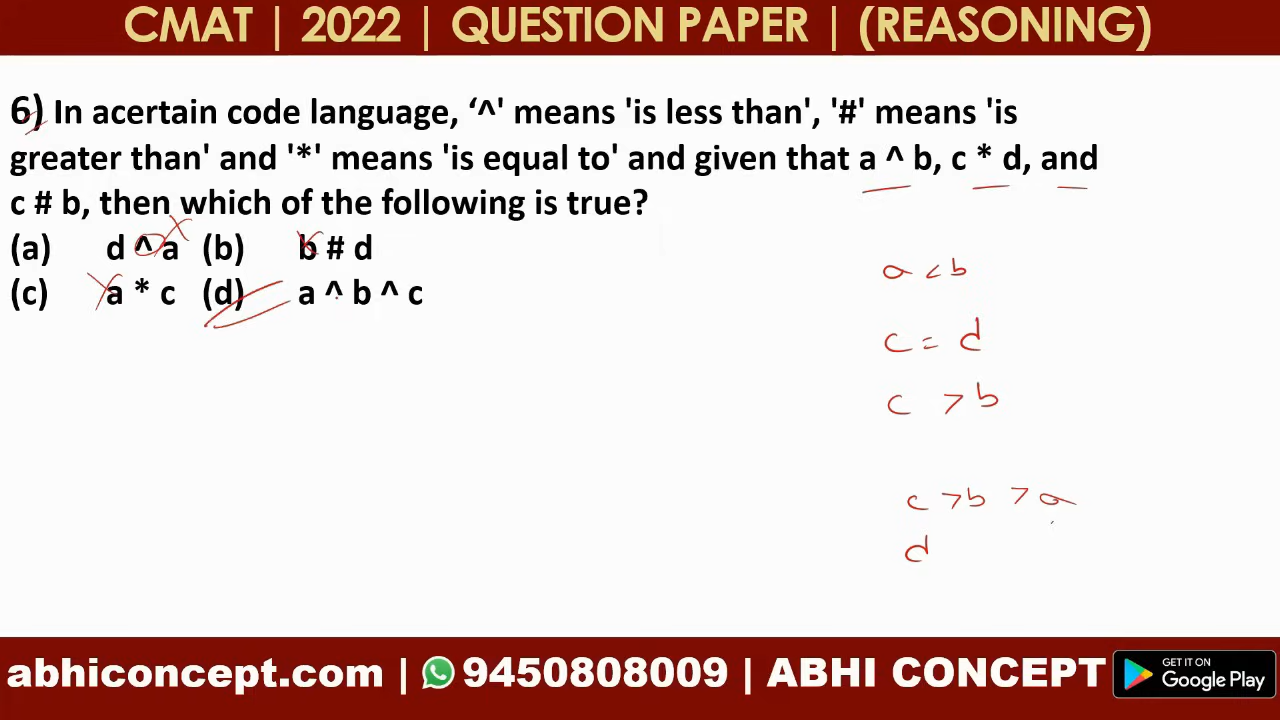 CMAT | 2022 | QUESTION PAPER | (REASONING)
6) In acertain code language, ‘^' means 'is less than', '#' means 'is
greater than' and '*' means 'is equal to' and given that a ^ b, c * d, and
c # b, then which of the following is true?
(a) d ^ a (b) b # d
(c) a * c (d) a ^ b ^ c
a < b
c = d
c > b
c > b > a
d
abhiconcept.com | 9450808009 | ABHI CONCEPT
GET IT ON
Google Play